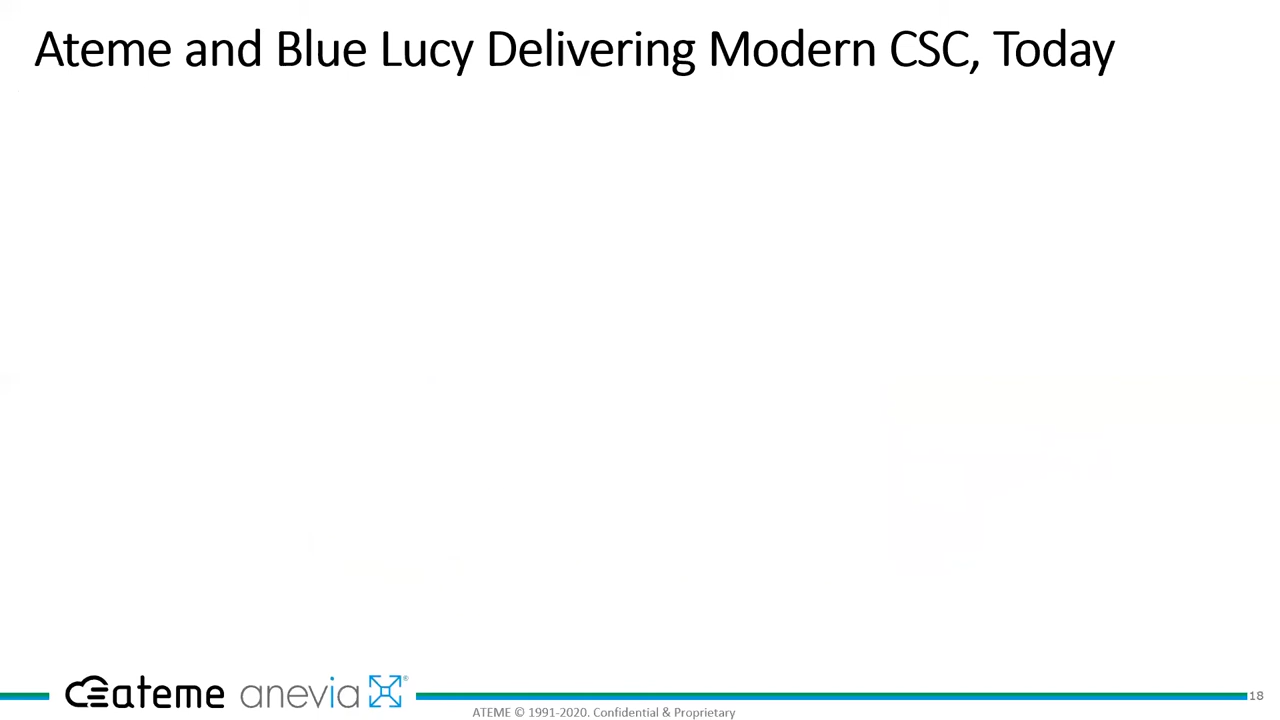 Ateme and Blue Lucy Delivering Modern CSC, Today
ateme anevia ®
18
ATEME © 1991-2020. Confidential & Proprietary